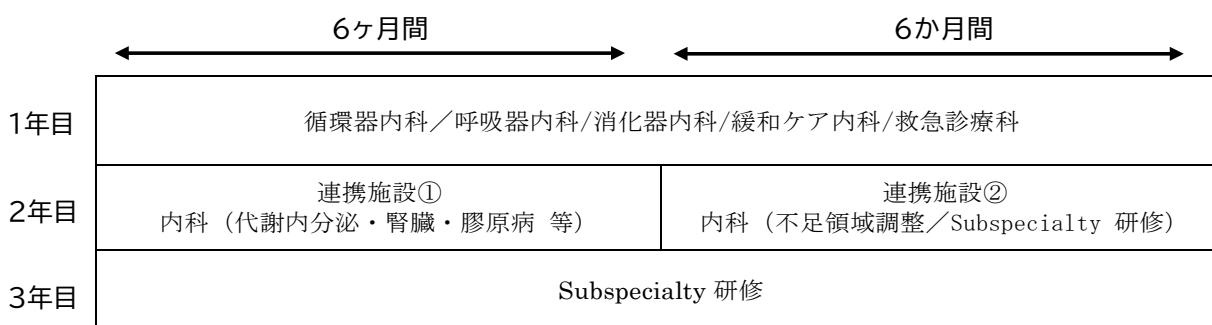 6ヶ月間
6か月間
1年目
循環器内科／呼吸器内科/消化器内科/緩和ケア内科/救急診療科
2年目
連携施設①
内科（代謝内分泌・腎臓・膠原病 等）
連携施設②
内科（不足領域調整／Subspecialty 研修）
3年目
Subspecialty 研修